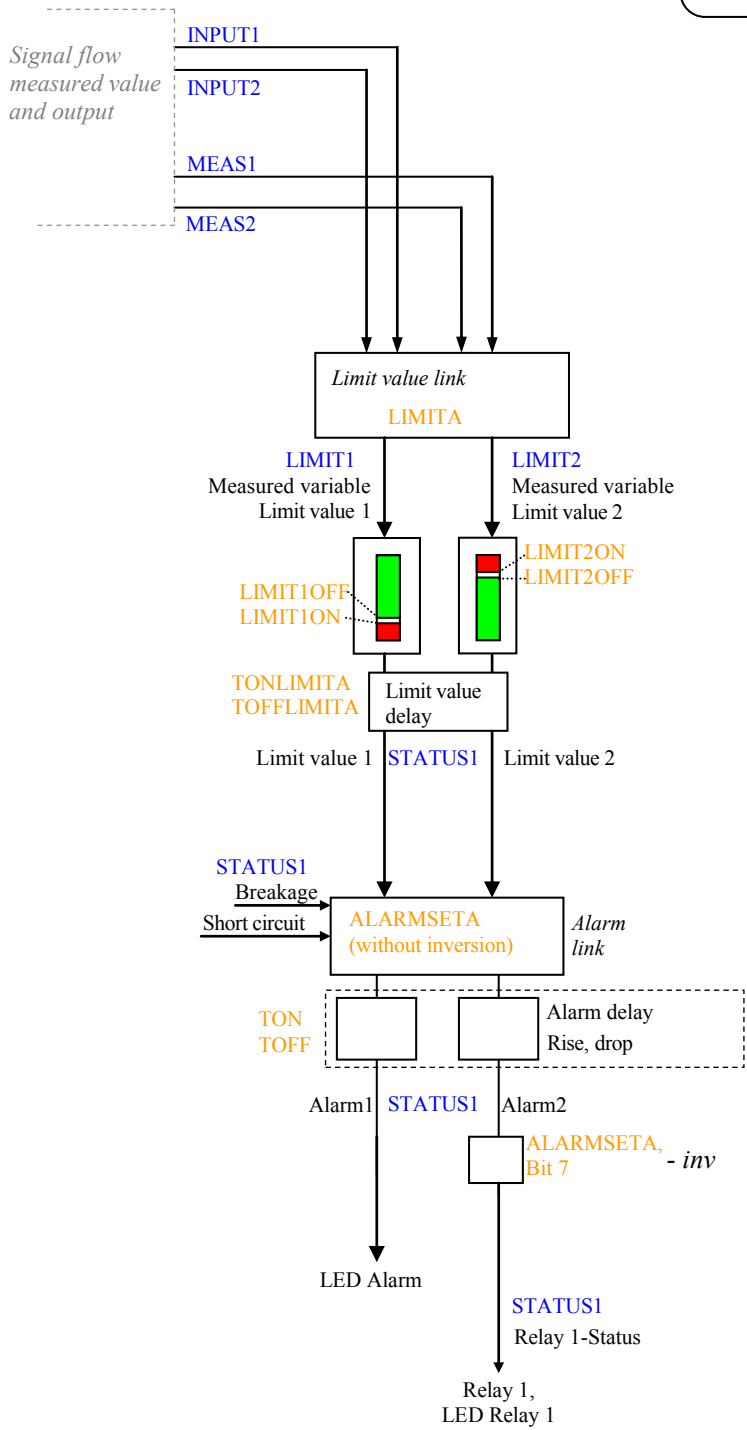 INPUT1
Signal flow
measured value
and output
INPUT2
MEAS1
MEAS2
Limit value link
LIMITA
LIMIT1
Measured variable
Limit value 1
LIMIT2
Measured variable
Limit value 2
LIMIT2ON
LIMIT2OFF
LIMIT1OFF
LIMIT1ON
TONLIMITA
TOFFLIMITA
Limit value
delay
Limit value 1
STATUS1
Limit value 2
STATUS1
Breakage
Short circuit
ALARMSETA
(without inversion)
Alarm
link
TON
TOFF
Alarm delay
Rise, drop
Alarm1
STATUS1
Alarm2
ALARMSETA,
Bit 7
- inv
LED Alarm
STATUS1
Relay 1-Status
Relay 1,
LED Relay 1